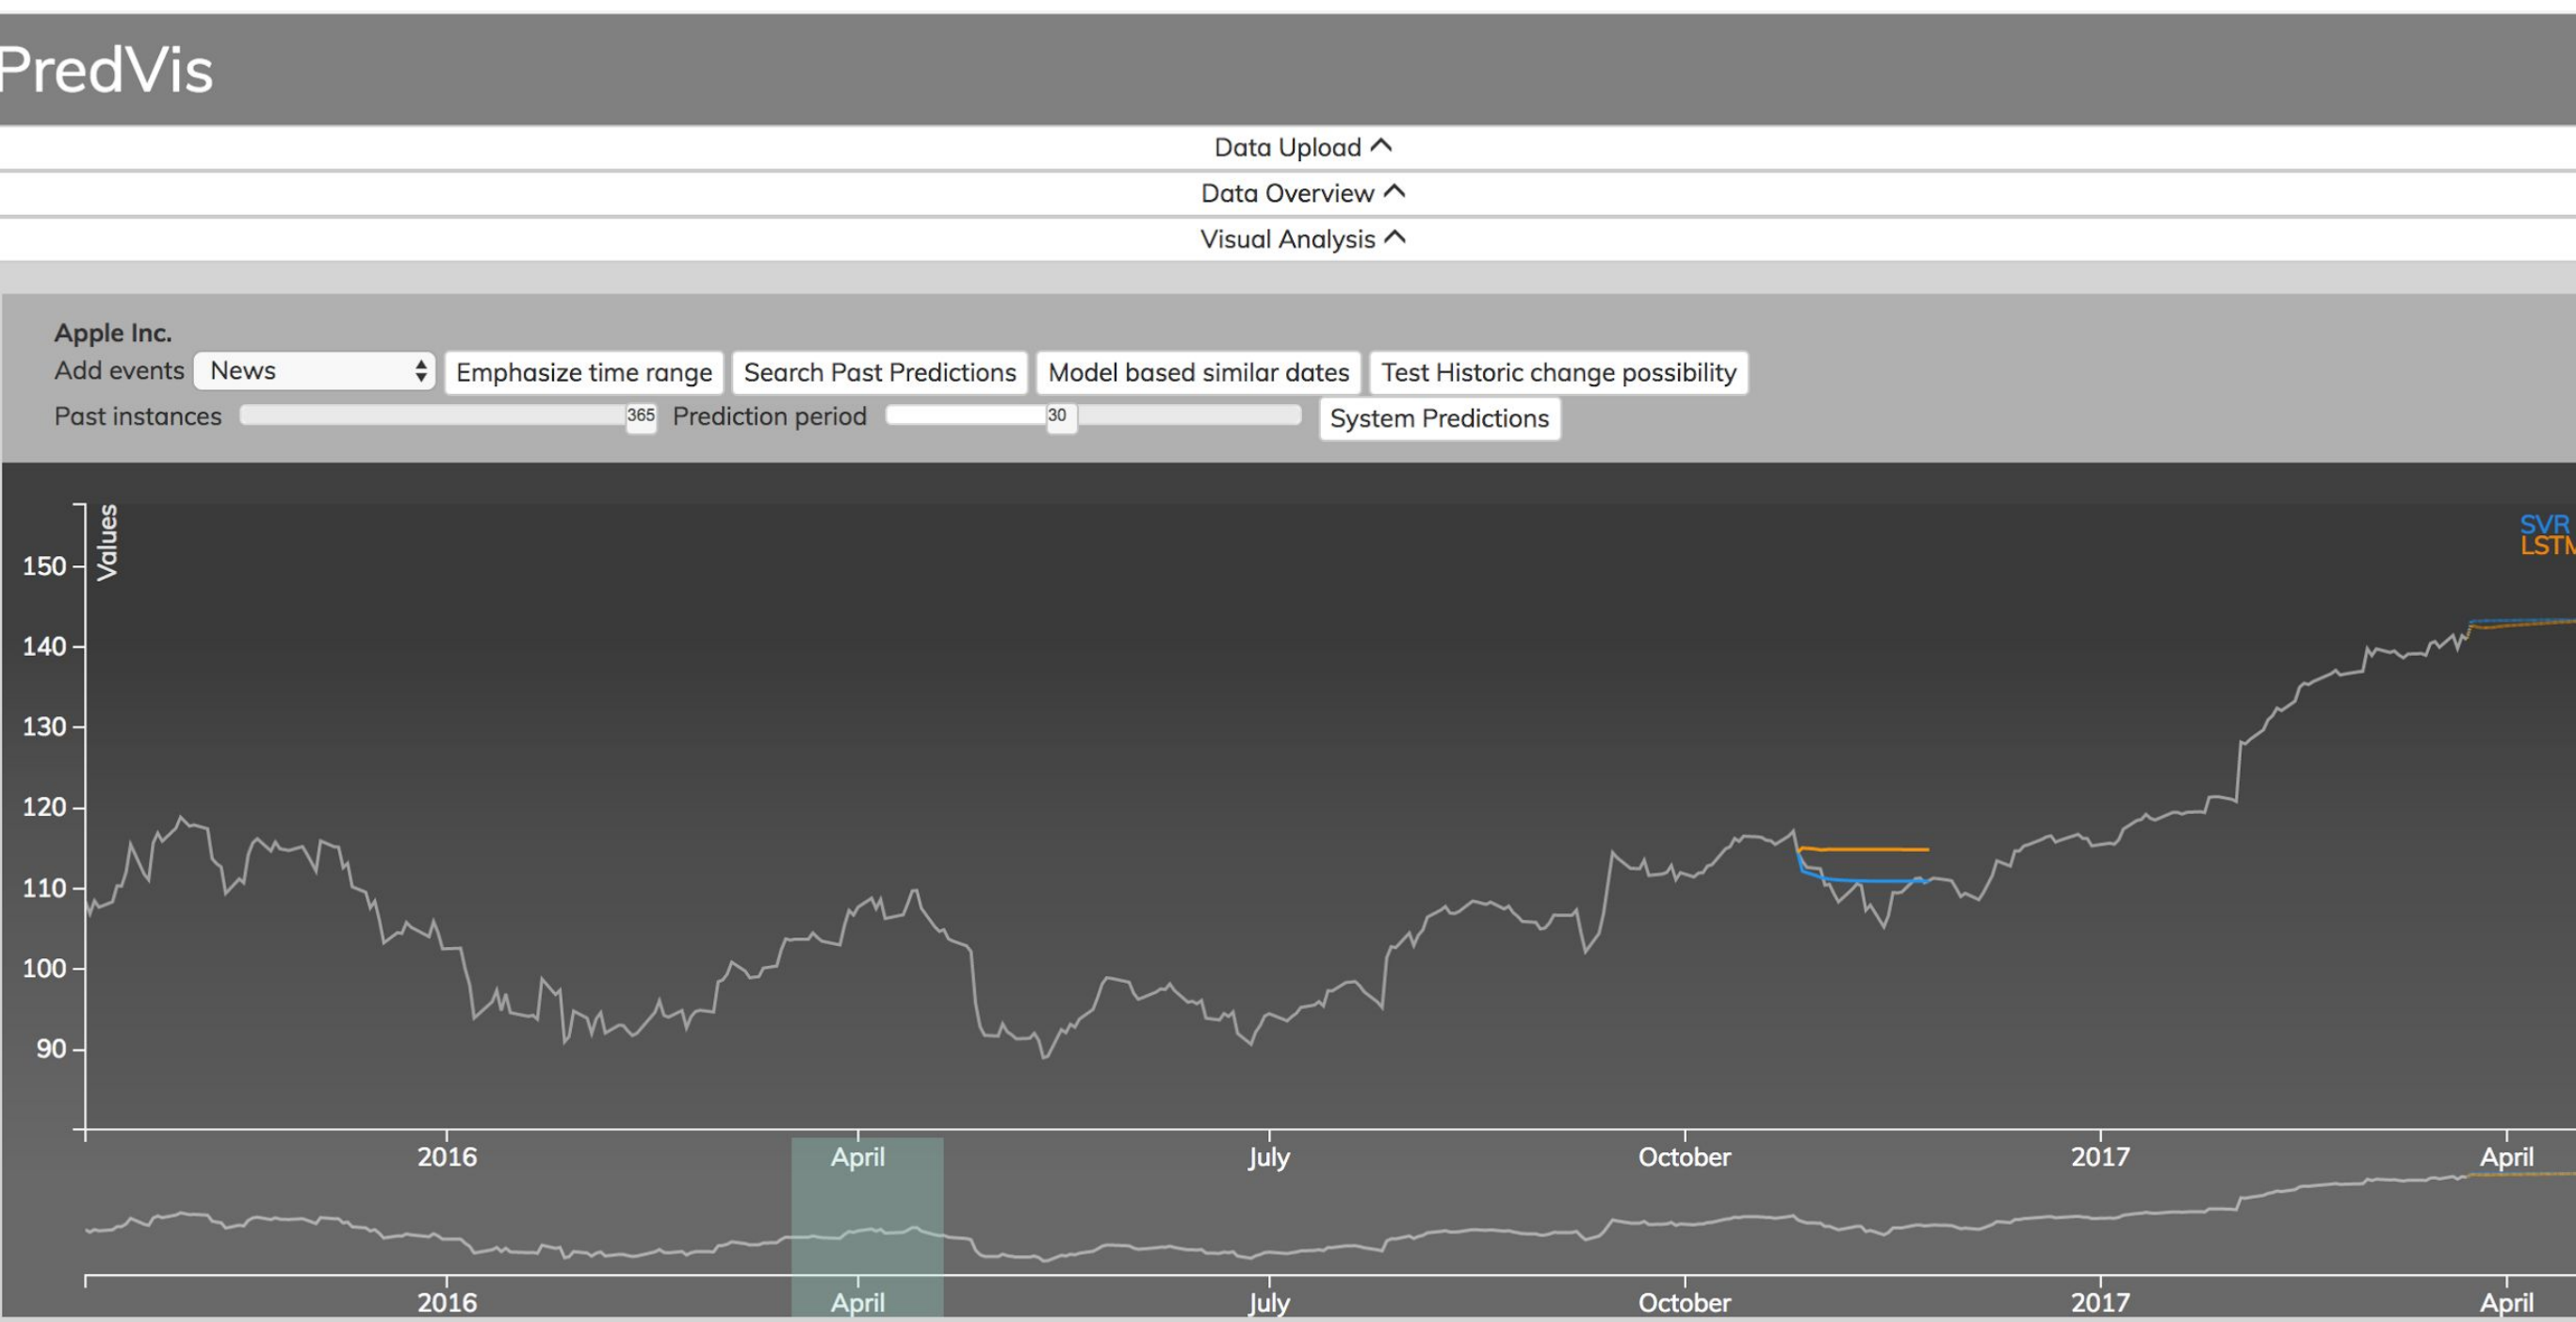 PredVis
Data Upload
Data Overview
Visual Analysis
Apple Inc.
Add events News Emphasize time range Search Past Predictions Model based similar dates Test Historic change possibility
Past instances 365 Prediction period 30 System Predictions
Values
SVR
LSTM
150
140
130
120
110
100
90
2016 April July October 2017 April
2016 April July October 2017 April